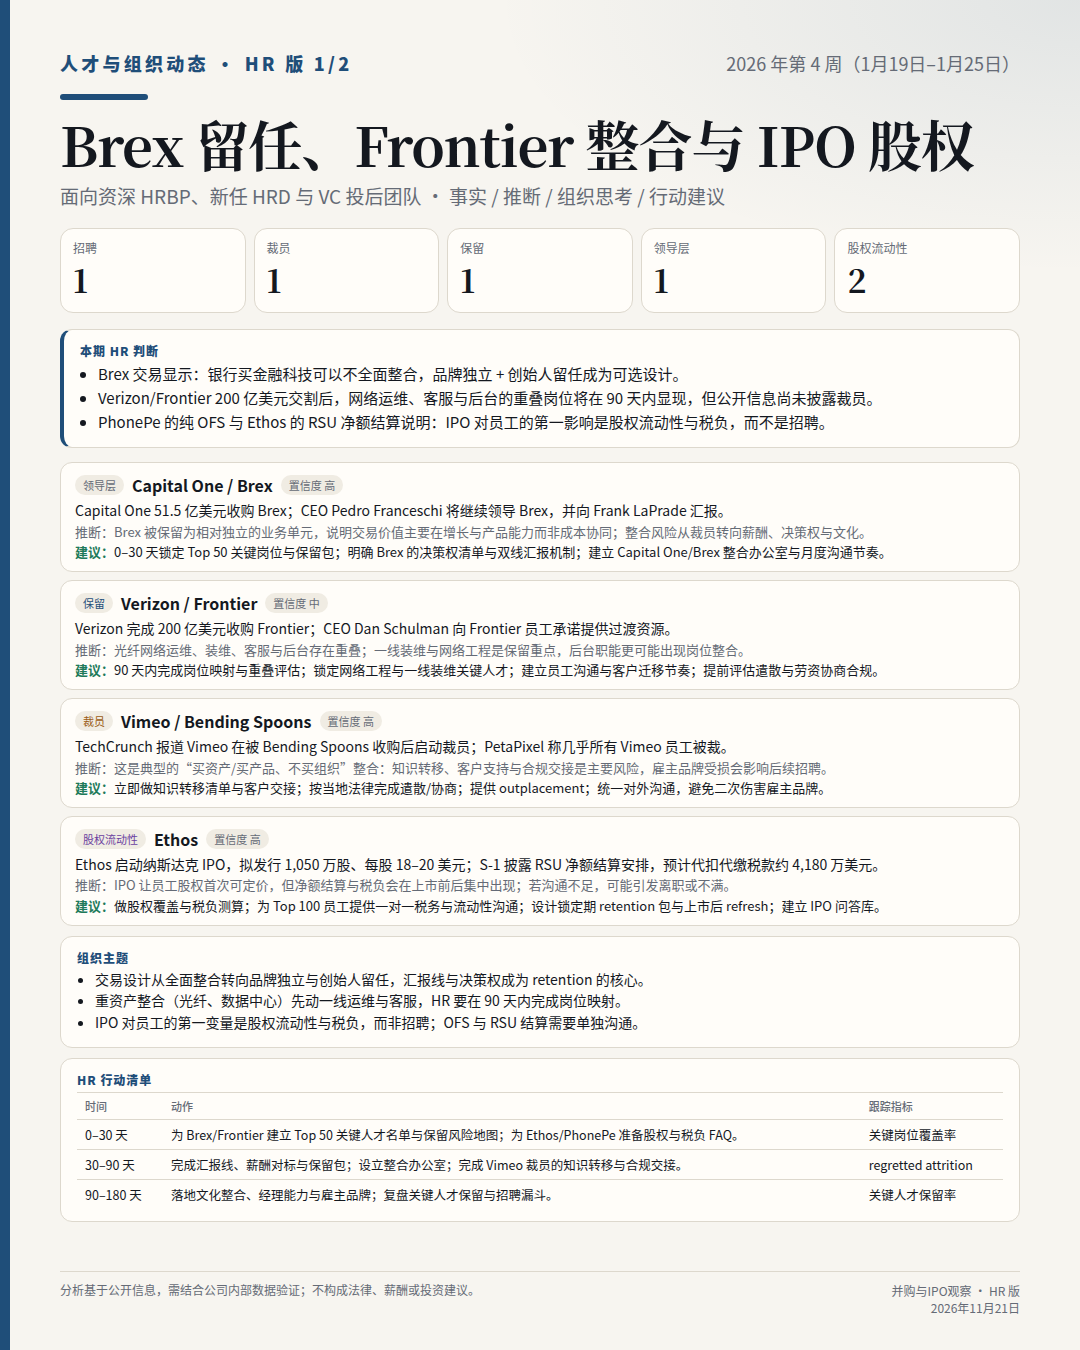 人才与组织动态 · HR 版 1/2
2026 年第 4 周（1月19日–1月25日）
Brex 留任、Frontier 整合与 IPO 股权
面向资深 HRBP、新任 HRD 与 VC 投后团队 · 事实 / 推断 / 组织思考 / 行动建议
招聘
1
裁员
1
保留
1
领导层
1
股权流动性
2
本期 HR 判断
• Brex 交易显示：银行买金融科技可以不全面整合，品牌独立 + 创始人留任成为可选设计。
• Verizon/Frontier 200 亿美元交割后，网络运维、客服与后台的重叠岗位将在 90 天内显现，但公开信息尚未披露裁员。
• PhonePe 的纯 OFS 与 Ethos 的 RSU 净额结算说明：IPO 对员工的第一影响是股权流动性与税负，而不是招聘。
领导层 Capital One / Brex 置信度 高
Capital One 51.5 亿美元收购 Brex；CEO Pedro Franceschi 将继续领导 Brex，并向 Frank LaPrade 汇报。
推断：Brex 被保留为相对独立的业务单元，说明交易价值主要在增长与产品能力而非成本协同；整合风险从裁员转向薪酬、决策权与文化。
建议：0–30 天锁定 Top 50 关键岗位与保留包；明确 Brex 的决策权清单与双线汇报机制；建立 Capital One/Brex 整合办公室与月度沟通节奏。
保留 Verizon / Frontier 置信度 中
Verizon 完成 200 亿美元收购 Frontier；CEO Dan Schulman 向 Frontier 员工承诺提供过渡资源。
推断：光纤网络运维、装维、客服与后台存在重叠；一线装维与网络工程是保留重点，后台职能更可能出现岗位整合。
建议：90 天内完成岗位映射与重叠评估；锁定网络工程与一线装维关键人才；建立员工沟通与客户迁移节奏；提前评估遣散与劳资协商合规。
裁员 Vimeo / Bending Spoons 置信度 高
TechCrunch 报道 Vimeo 在被 Bending Spoons 收购后启动裁员；PetaPixel 称几乎所有 Vimeo 员工被裁。
推断：这是典型的“买资产/买产品、不买组织”整合：知识转移、客户支持与合规交接是主要风险，雇主品牌受损会影响后续招聘。
建议：立即做知识转移清单与客户交接；按当地法律完成遣散/协商；提供 outplacement；统一对外沟通，避免二次伤害雇主品牌。
股权流动性 Ethos 置信度 高
Ethos 启动纳斯达克 IPO，拟发行 1,050 万股、每股 18–20 美元；S-1 披露 RSU 净额结算安排，预计代扣代缴税款约 4,180 万美元。
推断：IPO 让员工股权首次可定价，但净额结算与税负会在上市前后集中出现；若沟通不足，可能引发离职或不满。
建议：做股权覆盖与税负测算；为 Top 100 员工提供一对一税务与流动性沟通；设计锁定期 retention 包与上市后 refresh；建立 IPO 问答库。
组织主题
• 交易设计从全面整合转向品牌独立与创始人留任，汇报线与决策权成为 retention 的核心。
• 重资产整合（光纤、数据中心）先动一线运维与客服，HR 要在 90 天内完成岗位映射。
• IPO 对员工的第一变量是股权流动性与税负，而非招聘；OFS 与 RSU 结算需要单独沟通。
HR 行动清单
时间 动作 跟踪指标
0–30 天 为 Brex/Frontier 建立 Top 50 关键人才名单与保留风险地图；为 Ethos/PhonePe 准备股权与税负 FAQ。 关键岗位覆盖率
30–90 天 完成汇报线、薪酬对标与保留包；设立整合办公室；完成 Vimeo 裁员的知识转移与合规交接。 regretted attrition
90–180 天 落地文化整合、经理能力与雇主品牌；复盘关键人才保留与招聘漏斗。 关键人才保留率
分析基于公开信息，需结合公司内部数据验证；不构成法律、薪酬或投资建议。
并购与IPO观察 · HR 版
2026年11月21日